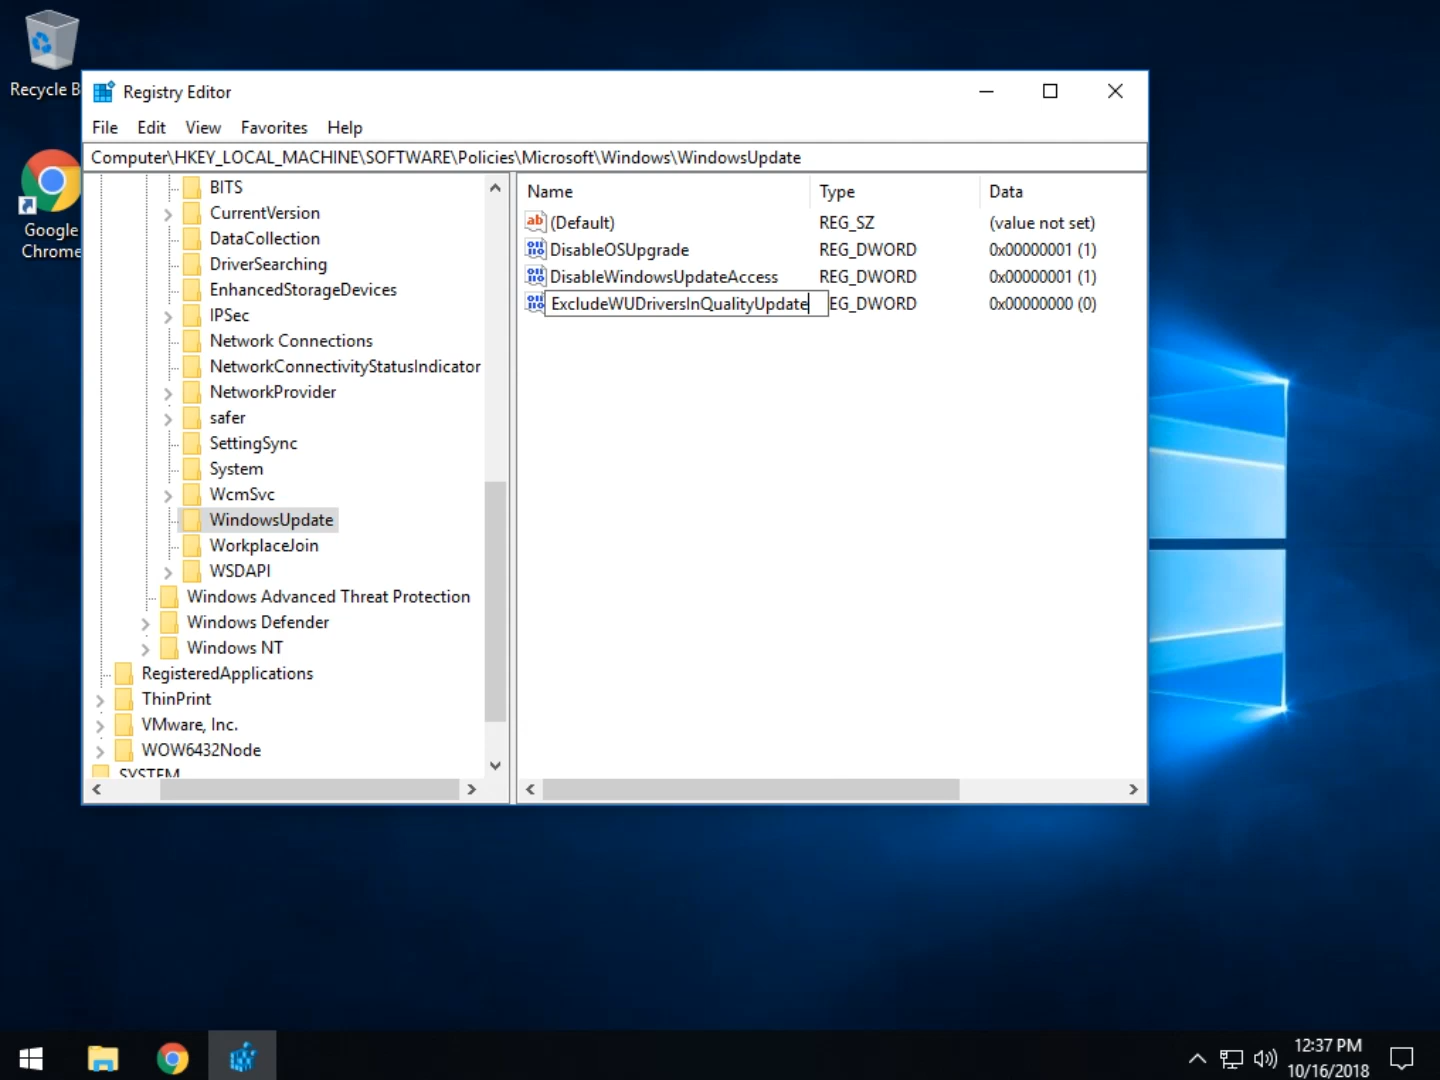 Recycle B
Google
Chrome
Registry Editor
File Edit View Favorites Help
Computer\HKEY_LOCAL_MACHINE\SOFTWARE\Policies\Microsoft\Windows\WindowsUpdate
BITS
CurrentVersion
DataCollection
DriverSearching
EnhancedStorageDevices
IPSec
Network Connections
NetworkConnectivityStatusIndicator
NetworkProvider
safer
SettingSync
System
WcmSvc
WindowsUpdate
WorkplaceJoin
WSDAPI
Windows Advanced Threat Protection
Windows Defender
Windows NT
RegisteredApplications
ThinPrint
VMware, Inc.
WOW6432Node
SYSTEM
Name Type Data
(Default) REG_SZ (value not set)
DisableOSUpgrade REG_DWORD 0x00000001 (1)
DisableWindowsUpdateAccess REG_DWORD 0x00000001 (1)
ExcludeWUDriversInQualityUpdate EG_DWORD 0x00000000 (0)
12:37 PM
10/16/2018